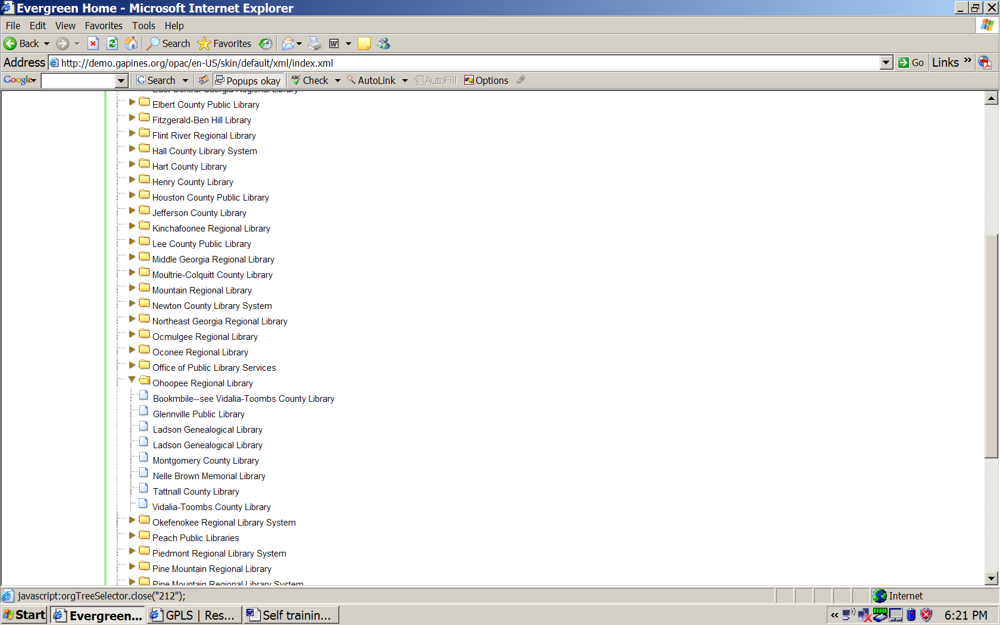 Evergreen Home - Microsoft Internet Explorer
File Edit View Favorites Tools Help
Back Search Favorites
Address http://demo.gapines.org/opac/en-US/skin/default/xml/index.xml Go Links »
Google G Search Popups okay ABC Check AutoLink AutoFill Options
East Central Georgia Regional Library
Elbert County Public Library
Fitzgerald-Ben Hill Library
Flint River Regional Library
Hall County Library System
Hart County Library
Henry County Library
Houston County Public Library
Jefferson County Library
Kinchafoonee Regional Library
Lee County Public Library
Middle Georgia Regional Library
Moultrie-Colquitt County Library
Mountain Regional Library
Newton County Library System
Northeast Georgia Regional Library
Ocmulgee Regional Library
Oconee Regional Library
Office of Public Library Services
Ohoopee Regional Library
Bookmbile--see Vidalia-Toombs County Library
Glennville Public Library
Ladson Genealogical Library
Ladson Genealogical Library
Montgomery County Library
Nelle Brown Memorial Library
Tattnall County Library
Vidalia-Toombs County Library
Okefenokee Regional Library System
Peach Public Libraries
Piedmont Regional Library System
Pine Mountain Regional Library
Pine Mountain Regional Library System
javascript:orgTreeSelector.close("212"); Internet
Start Evergreen... GPLS | Res... Self trainin... « 6:21 PM